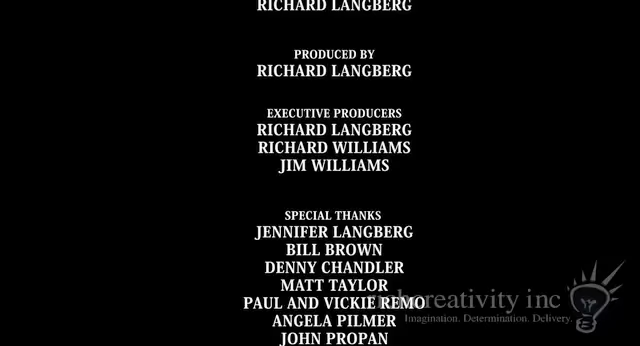 RICHARD LANGBERG
PRODUCED BY
RICHARD LANGBERG
EXECUTIVE PRODUCERS
RICHARD LANGBERG
RICHARD WILLIAMS
JIM WILLIAMS
SPECIAL THANKS
JENNIFER LANGBERG
BILL BROWN
DENNY CHANDLER
MATT TAYLOR
PAUL AND VICKIE REMO
ANGELA PILMER
JOHN PROPAN
creativity inc
Imagination. Determination. Delivery.